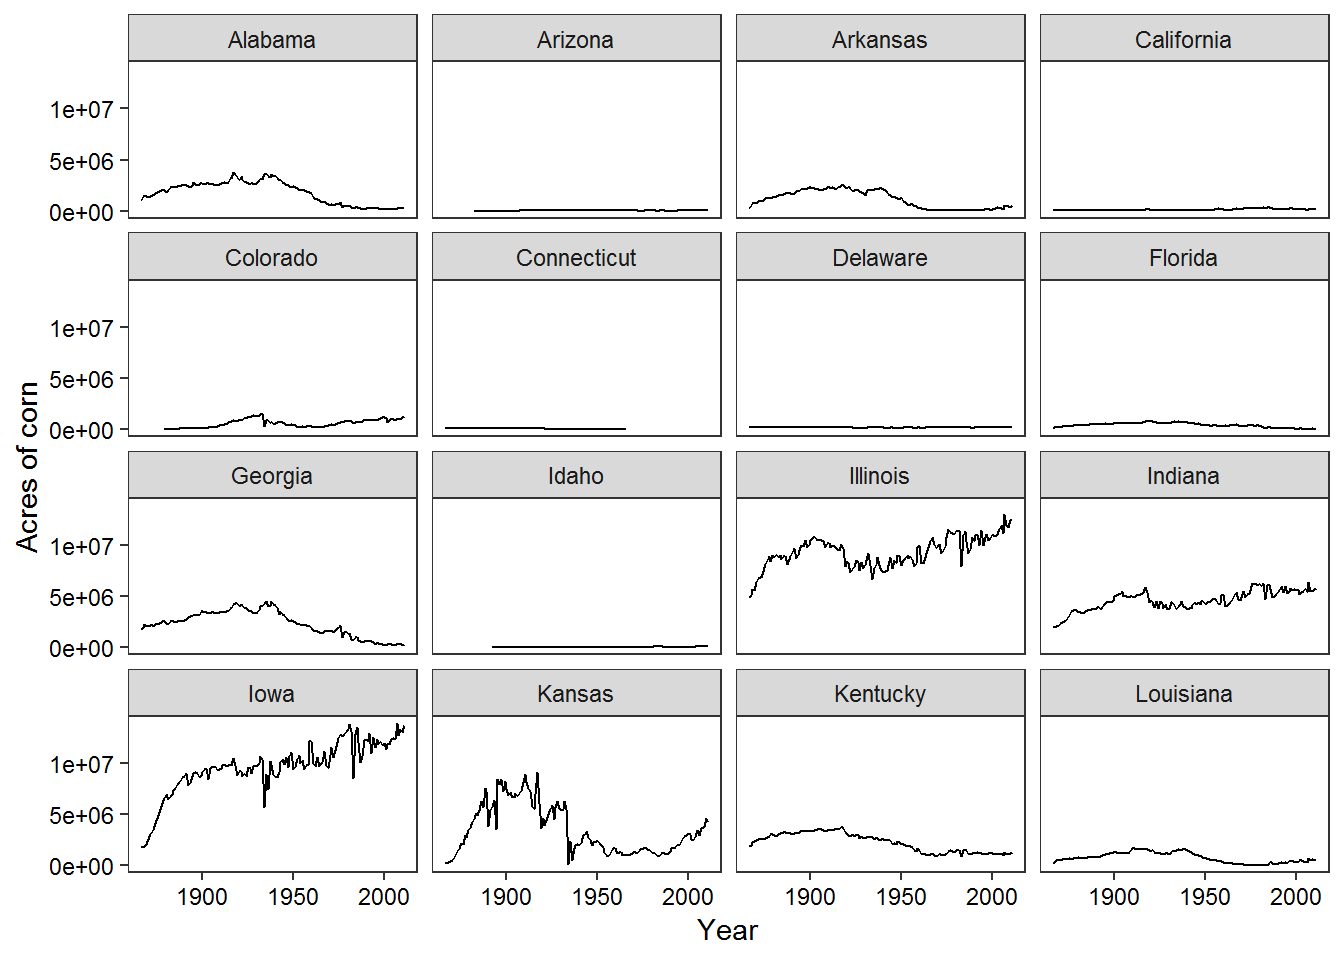 Alabama
Arizona
Arkansas
California
1e+07
5e+06
0e+00
Colorado
Connecticut
Delaware
Florida
1e+07
5e+06
0e+00
Georgia
Idaho
Illinois
Indiana
1e+07
5e+06
0e+00
Iowa
Kansas
Kentucky
Louisiana
1e+07
5e+06
0e+00
1900 1950 2000
1900 1950 2000
1900 1950 2000
1900 1950 2000
Year
Acres of corn